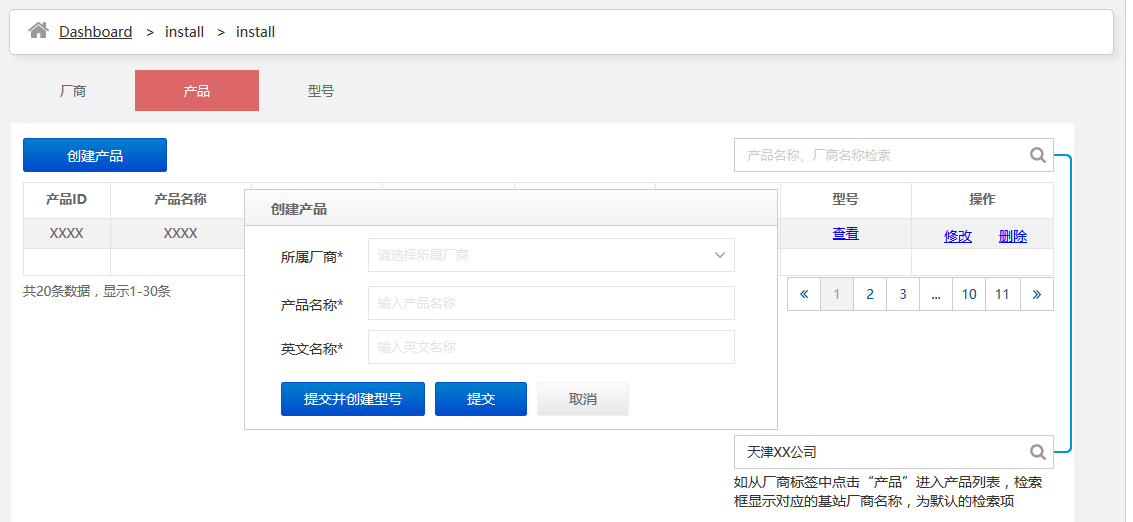 Dashboard > install > install
厂商 产品 型号
创建产品 产品名称、厂商名称检索
产品ID 产品名称 型号 操作
XXXX XXXX 查看 修改 删除
共20条数据，显示1-30条
« 1 2 3 ... 10 11 »
创建产品
所属厂商* 请选择所属厂商
产品名称* 输入产品名称
英文名称* 输入英文名称
提交并创建型号 提交 取消
天津XX公司
如从厂商标签中点击“产品”进入产品列表，检索
框显示对应的基站厂商名称，为默认的检索项